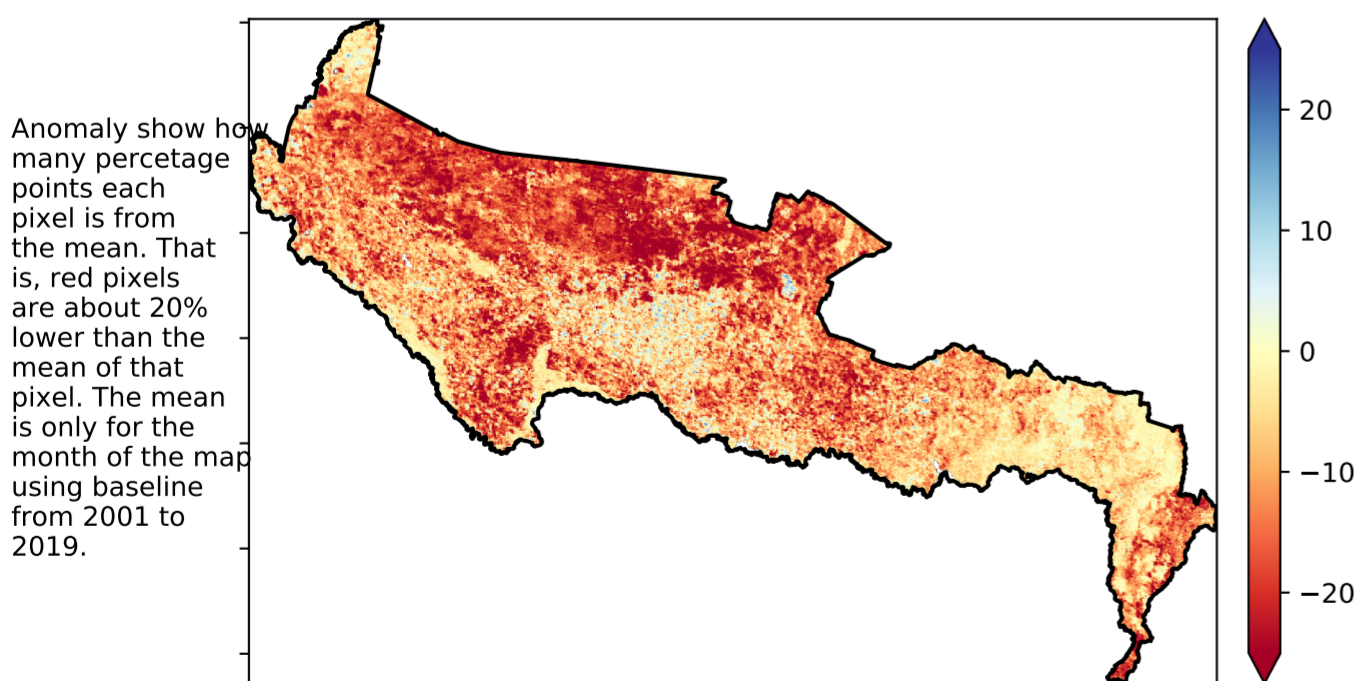 Anomaly show how
many percetage
points each
pixel is from
the mean. That
is, red pixels
are about 20%
lower than the
mean of that
pixel. The mean
is only for the
month of the map
using baseline
from 2001 to
2019.
20
10
0
−10
−20